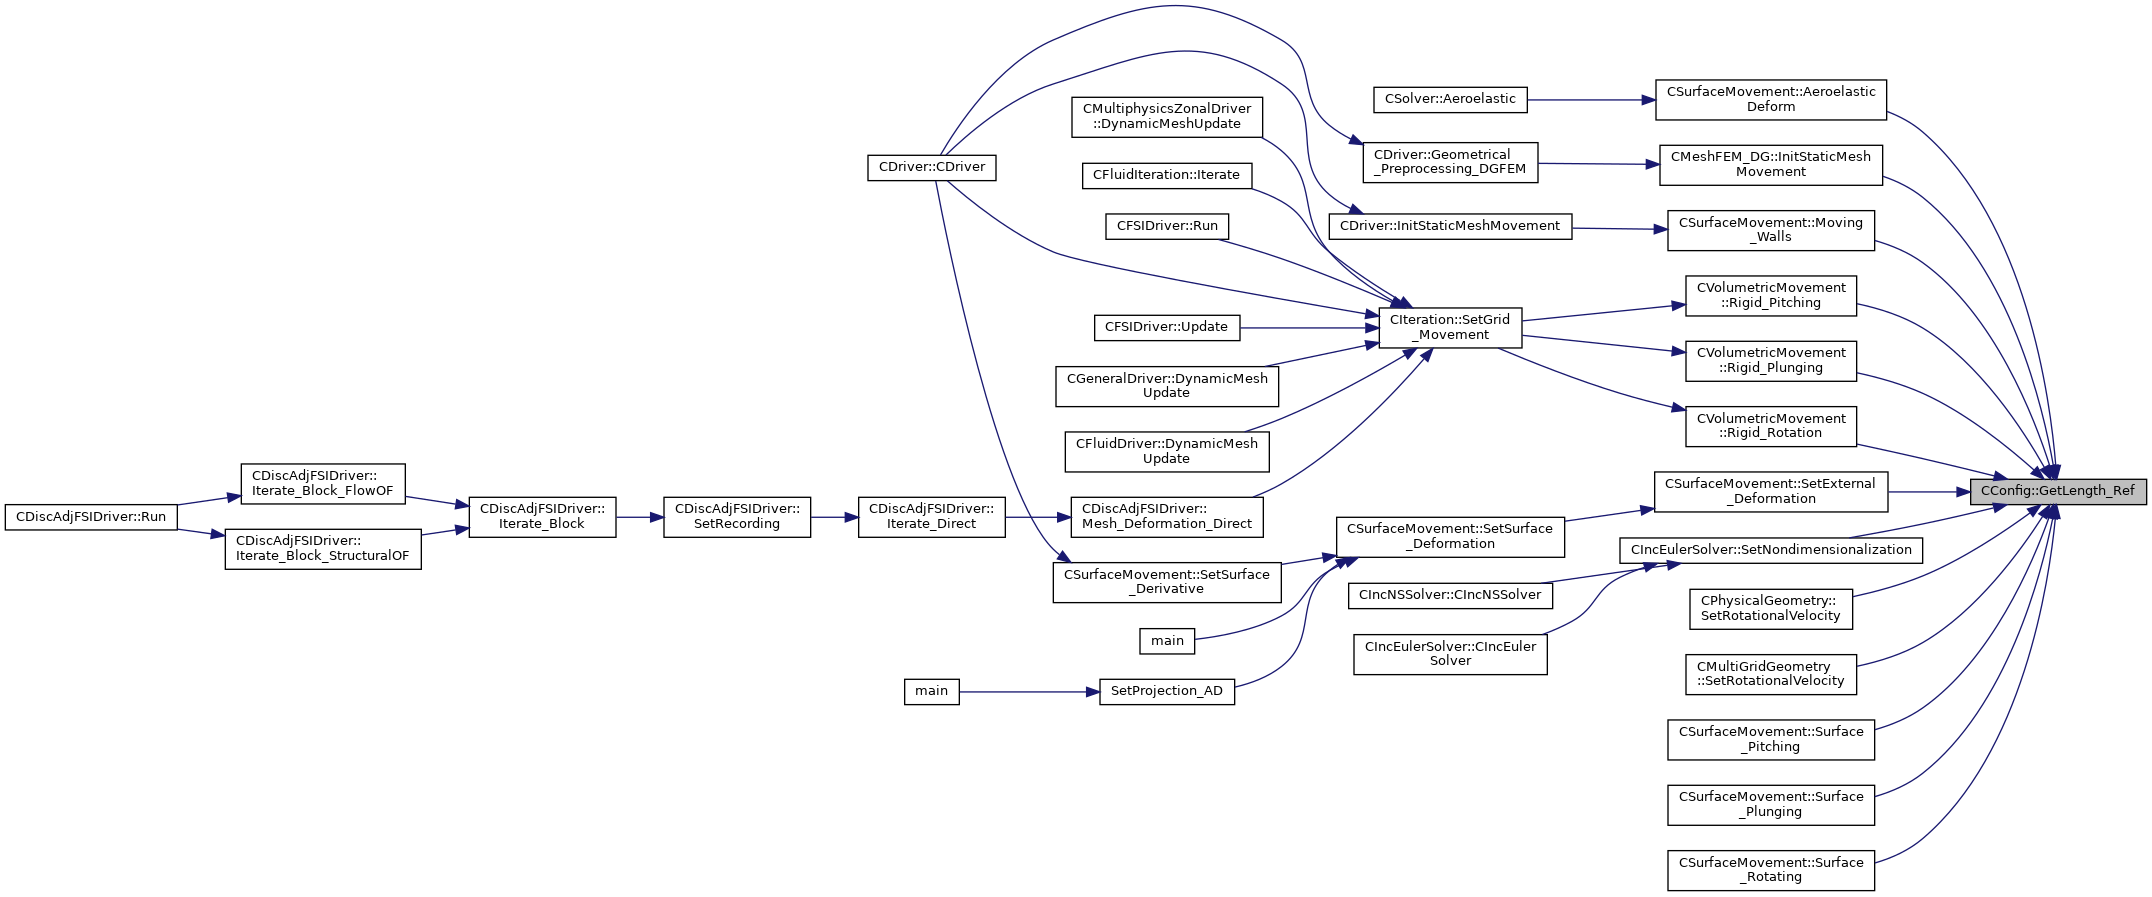 CSolver::Aeroelastic
CSurfaceMovement::Aeroelastic
Deform
CMultiphysicsZonalDriver
::DynamicMeshUpdate
CDriver::CDriver
CDriver::Geometrical
_Preprocessing_DGFEM
CMeshFEM_DG::InitStaticMesh
Movement
CFluidIteration::Iterate
CFSIDriver::Run
CDriver::InitStaticMeshMovement
CSurfaceMovement::Moving
_Walls
CVolumetricMovement
::Rigid_Pitching
CFSIDriver::Update
CIteration::SetGrid
_Movement
CVolumetricMovement
::Rigid_Plunging
CGeneralDriver::DynamicMesh
Update
CVolumetricMovement
::Rigid_Rotation
CFluidDriver::DynamicMesh
Update
CDiscAdjFSIDriver::Run
CDiscAdjFSIDriver::
Iterate_Block_FlowOF
CDiscAdjFSIDriver::
Iterate_Block_StructuralOF
CDiscAdjFSIDriver::
Iterate_Block
CDiscAdjFSIDriver::
SetRecording
CDiscAdjFSIDriver::
Iterate_Direct
CDiscAdjFSIDriver::
Mesh_Deformation_Direct
CSurfaceMovement::SetExternal
_Deformation
CConfig::GetLength_Ref
CSurfaceMovement::SetSurface
_Deformation
CIncEulerSolver::SetNondimensionalization
CSurfaceMovement::SetSurface
_Derivative
CIncNSSolver::CIncNSSolver
CPhysicalGeometry::
SetRotationalVelocity
main
CIncEulerSolver::CIncEuler
Solver
CMultiGridGeometry
::SetRotationalVelocity
main
SetProjection_AD
CSurfaceMovement::Surface
_Pitching
CSurfaceMovement::Surface
_Plunging
CSurfaceMovement::Surface
_Rotating